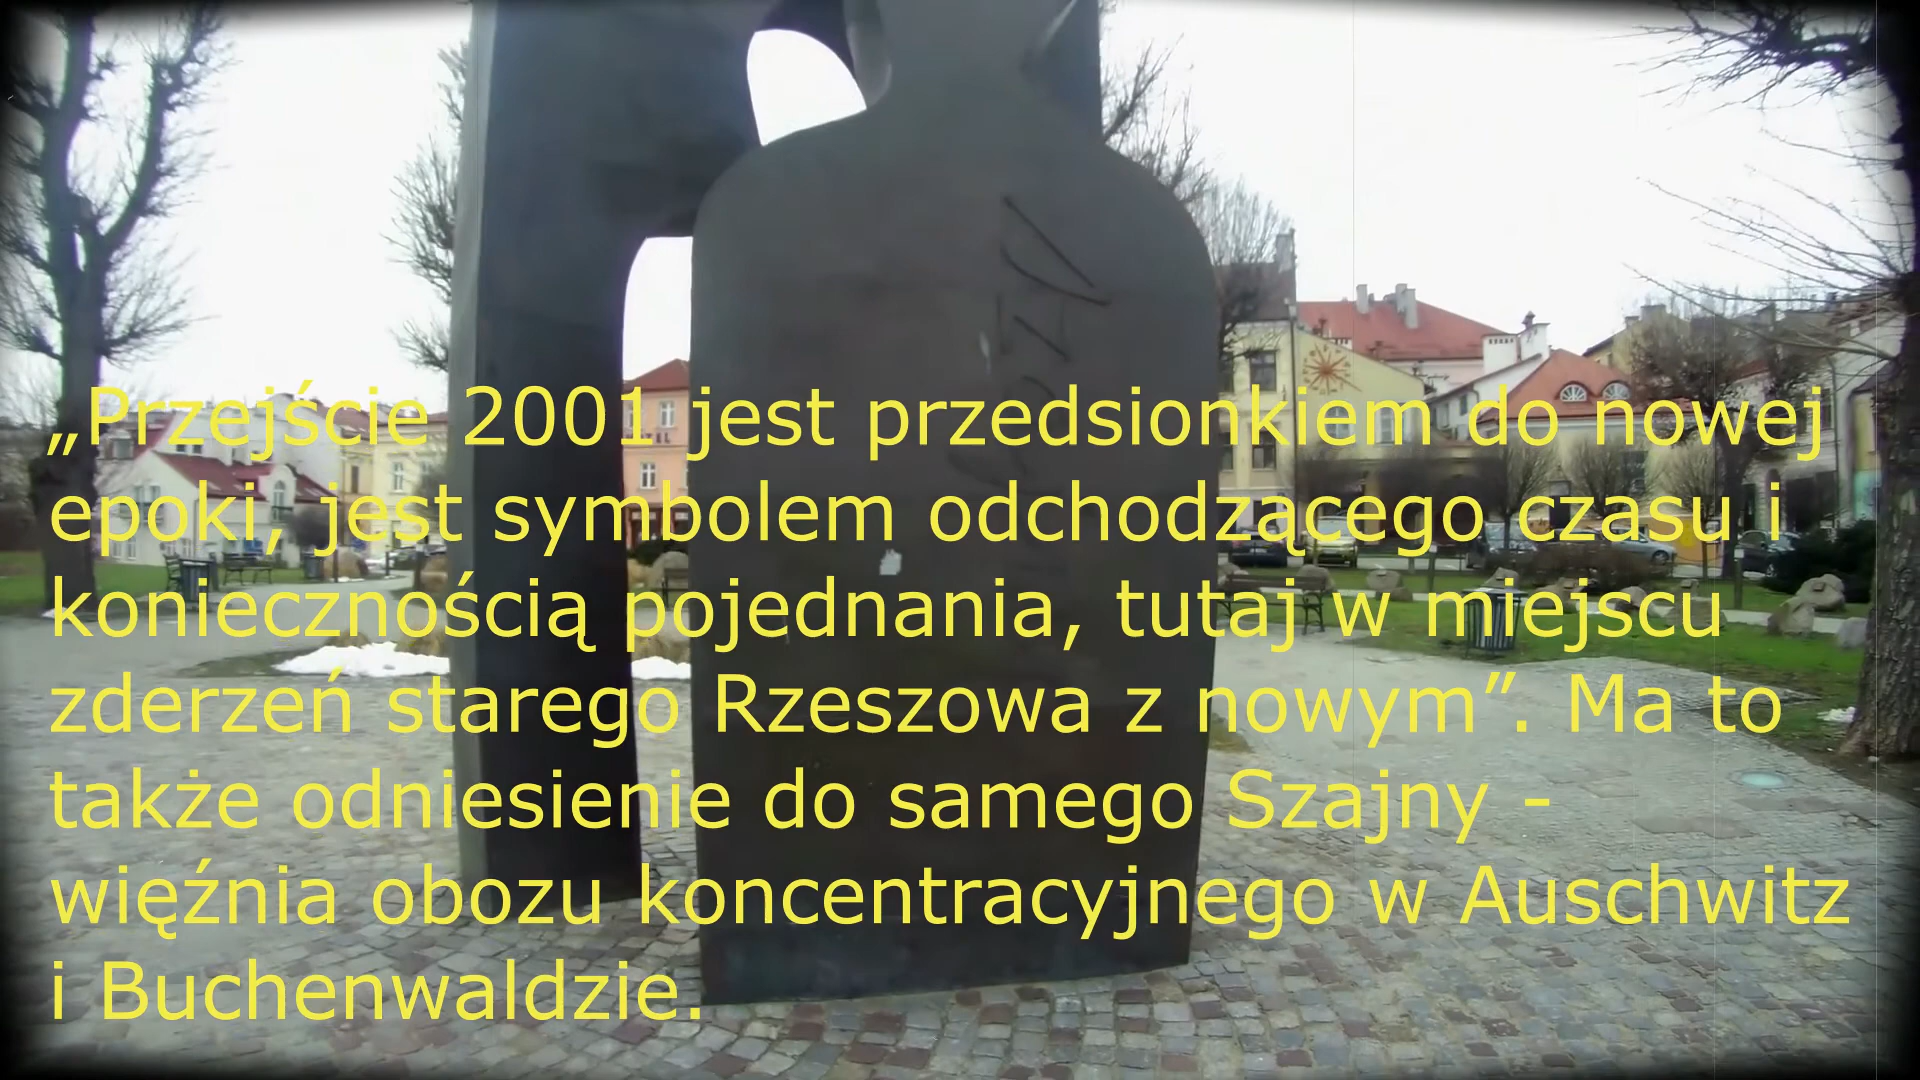 „Przejście 2001 jest przedsionkiem do nowej
epoki, jest symbolem odchodzącego czasu i
koniecznością pojednania, tutaj w miejscu
zderzeń starego Rzeszowa z nowym”. Ma to
także odniesienie do samego Szajny -
więźnia obozu koncentracyjnego w Auschwitz
i Buchenwaldzie.